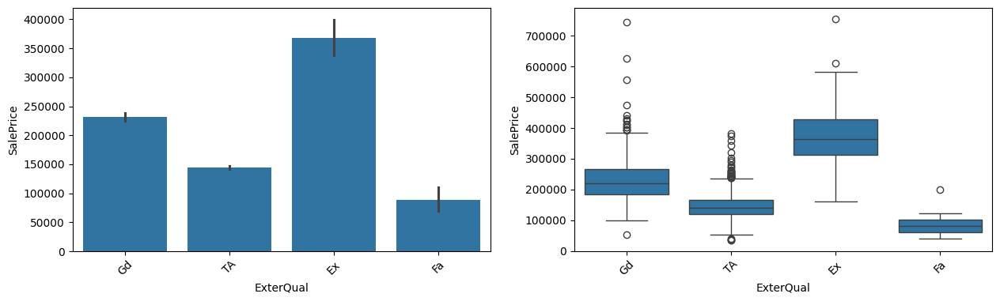 400000
350000
300000
250000
200000
150000
100000
50000
0
SalePrice
Gd
TA
Ex
Fa
ExterQual
700000
600000
500000
400000
300000
200000
100000
0
SalePrice
Gd
TA
Ex
Fa
ExterQual